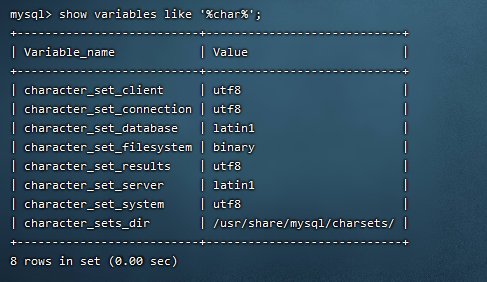 mysql> show variables like '%char%';
+--------------------------+----------------------------+
| Variable_name            | Value                      |
+--------------------------+----------------------------+
| character_set_client     | utf8                       |
| character_set_connection | utf8                       |
| character_set_database   | latin1                     |
| character_set_filesystem | binary                     |
| character_set_results    | utf8                       |
| character_set_server     | latin1                     |
| character_set_system     | utf8                       |
| character_sets_dir       | /usr/share/mysql/charsets/ |
+--------------------------+----------------------------+
8 rows in set (0.00 sec)